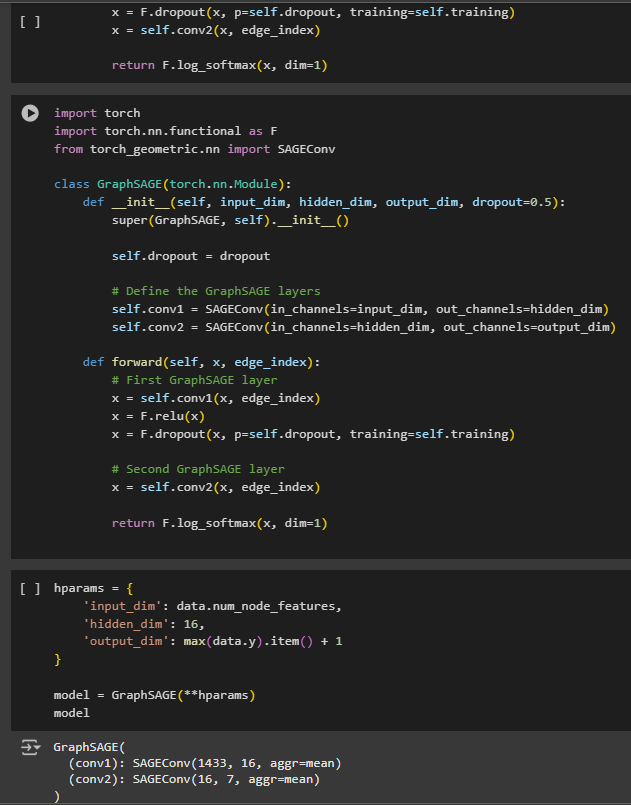 x = F.dropout(x, p=self.dropout, training=self.training)
[ ]
x = self.conv2(x, edge_index)
return F.log_softmax(x, dim=1)
import torch
import torch.nn.functional as F
from torch_geometric.nn import SAGEConv
class GraphSAGE(torch.nn.Module):
def __init__(self, input_dim, hidden_dim, output_dim, dropout=0.5):
super(GraphSAGE, self).__init__()
self.dropout = dropout
# Define the GraphSAGE layers
self.conv1 = SAGEConv(in_channels=input_dim, out_channels=hidden_dim)
self.conv2 = SAGEConv(in_channels=hidden_dim, out_channels=output_dim)
def forward(self, x, edge_index):
# First GraphSAGE layer
x = self.conv1(x, edge_index)
x = F.relu(x)
x = F.dropout(x, p=self.dropout, training=self.training)
# Second GraphSAGE layer
x = self.conv2(x, edge_index)
return F.log_softmax(x, dim=1)
[ ] hparams = {
'input_dim': data.num_node_features,
'hidden_dim': 16,
'output_dim': max(data.y).item() + 1
}
model = GraphSAGE(**hparams)
model
GraphSAGE(
(conv1): SAGEConv(1433, 16, aggr=mean)
(conv2): SAGEConv(16, 7, aggr=mean)
)